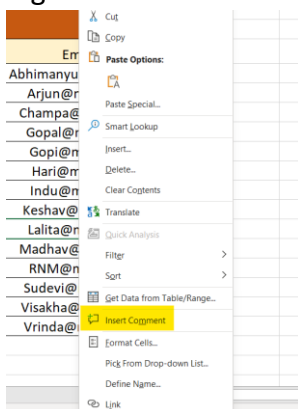 Cut
Copy
Em
Paste Options:
Abhimanyu
A
Arjun@
Paste Special...
Champa@
Smart Lookup
Gopal@
Insert...
Gopi@
Delete...
Hari@
Clear Contents
Indu@
Translate
Keshav@
Quick Analysis
Lalita@
Filter
Madhav@
Sort
RNM@
Get Data from Table/Range...
Sudevi@
Insert Comment
Visakha@
Format Cells...
Vrinda@
Pick From Drop-down List...
Define Name...
Link